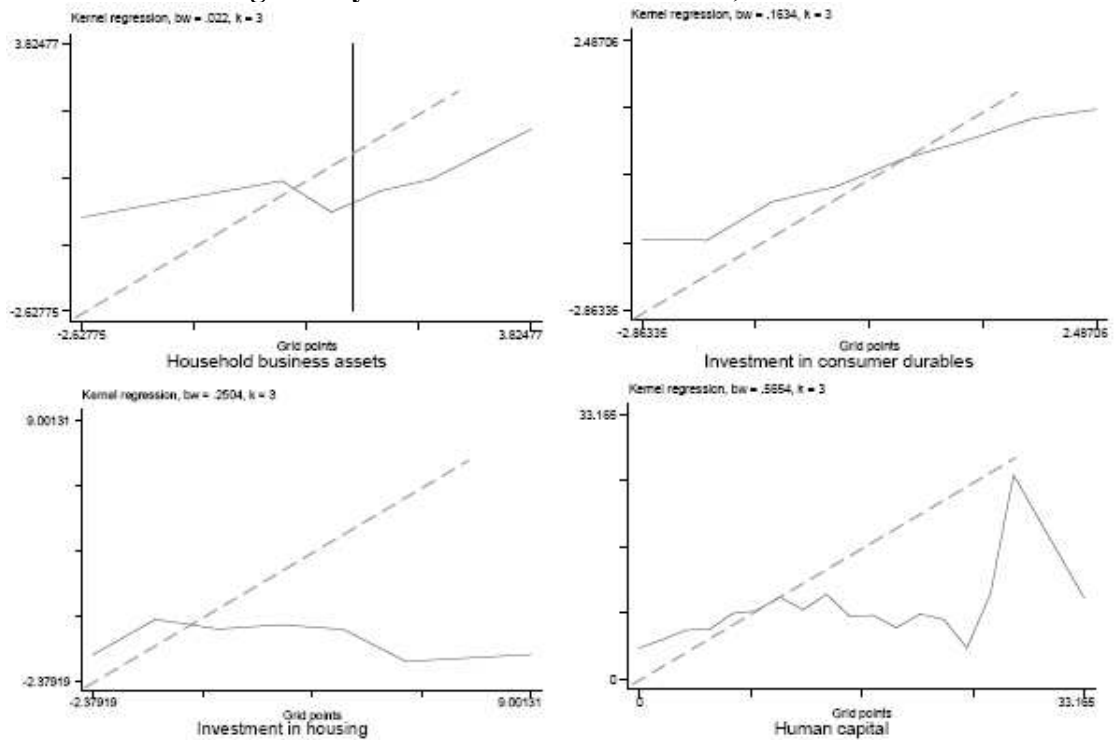 Kernel regression, bw = .022, k = 3
3.82477
-2.62775
-2.62775
3.82477
Grid points
Household business assets
Kernel regression, bw = .1634, k = 3
2.48706
-2.86335
-2.86335
2.48706
Grid points
Investment in consumer durables
Kernel regression, bw = .2504, k = 3
9.00131
-2.37919
-2.37919
9.00131
Grid points
Investment in housing
Kernel regression, bw = .5654, k = 3
33.165
0
0
33.165
Grid points
Human capital